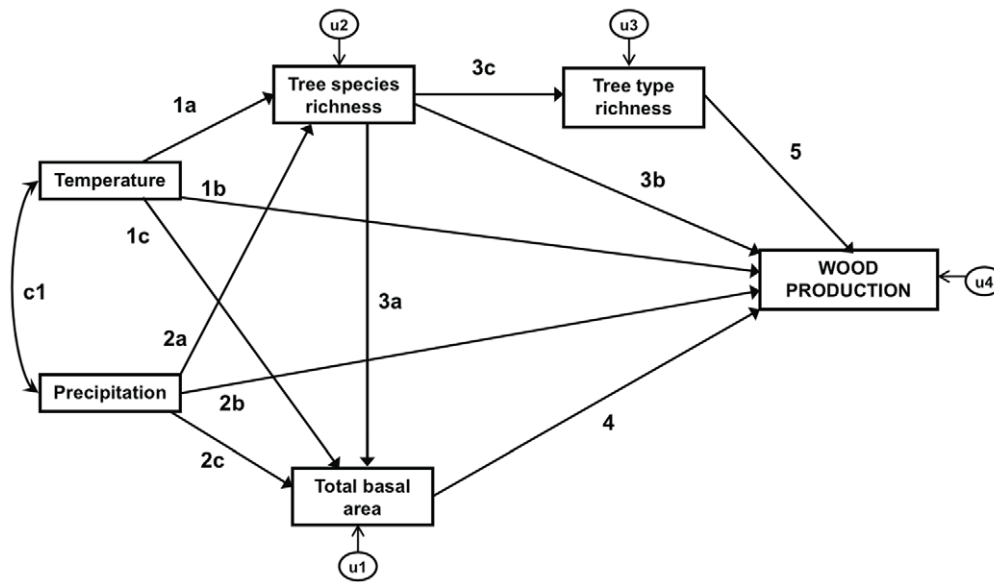 u2
u3
Tree species
richness
3c
Tree type
richness
1a
5
Temperature
1b
3b
1c
WOOD
PRODUCTION
u4
c1
3a
2a
Precipitation
2b
4
2c
Total basal
area
u1